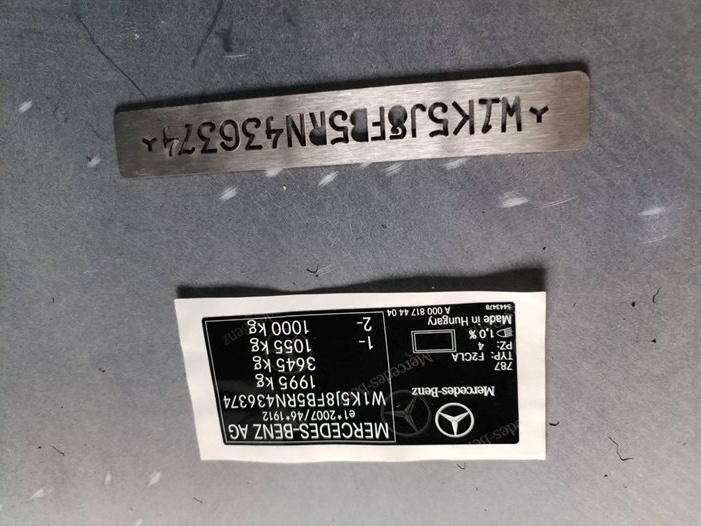 W1K5J8FB5RN436374
MERCEDES-BENZ AG
e1*2007/46*1912
W1K5J8FB5RN436374
1995 kg
3645 kg
1- 1055 kg
2- 1000 kg
Mercedes-Benz
787
TYP: F2CLA
PZ: 4
1,0 %
Made in Hungary
A 000 817 44 04
5443478